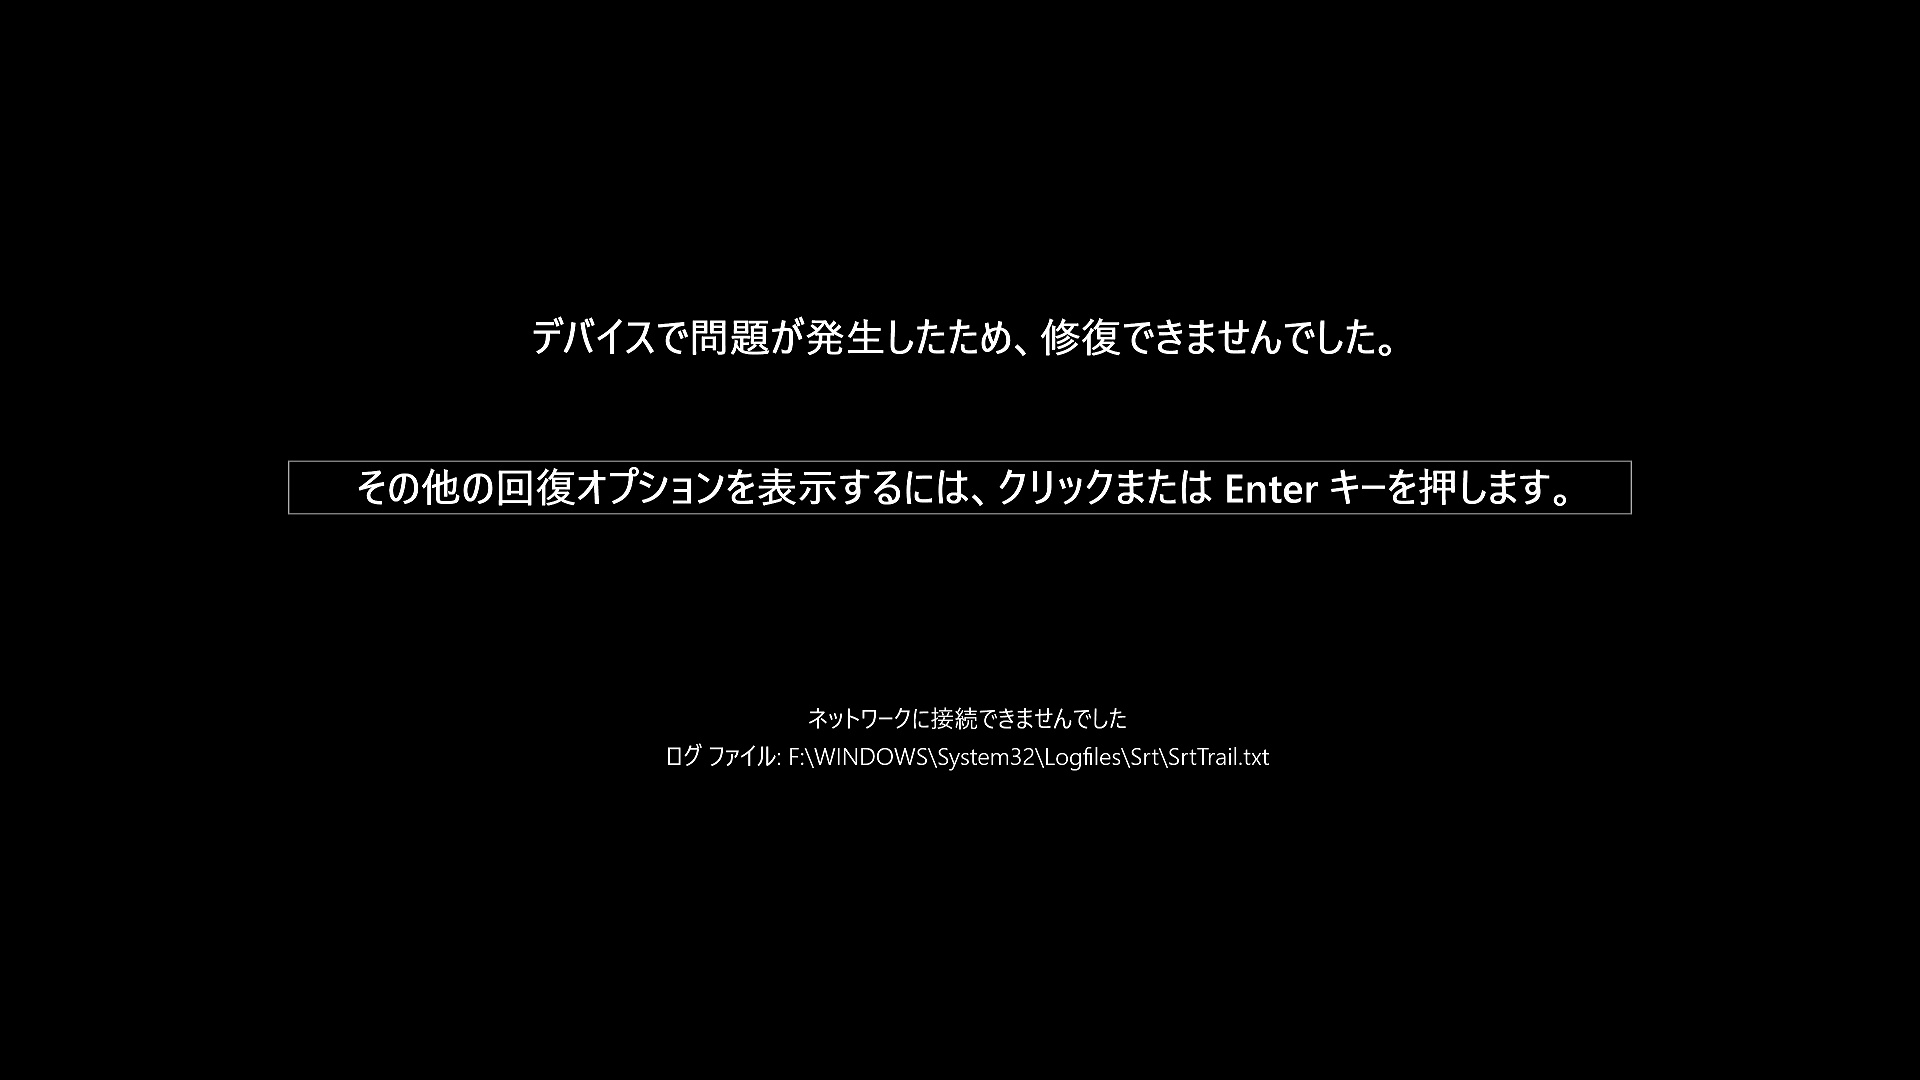 デバイスで問題が発生したため、修復できませんでした。
その他の回復オプションを表示するには、クリックまたは Enter キーを押します。
ネットワークに接続できませんでした
ログ ファイル: F:\WINDOWS\System32\Logfiles\Srt\SrtTrail.txt